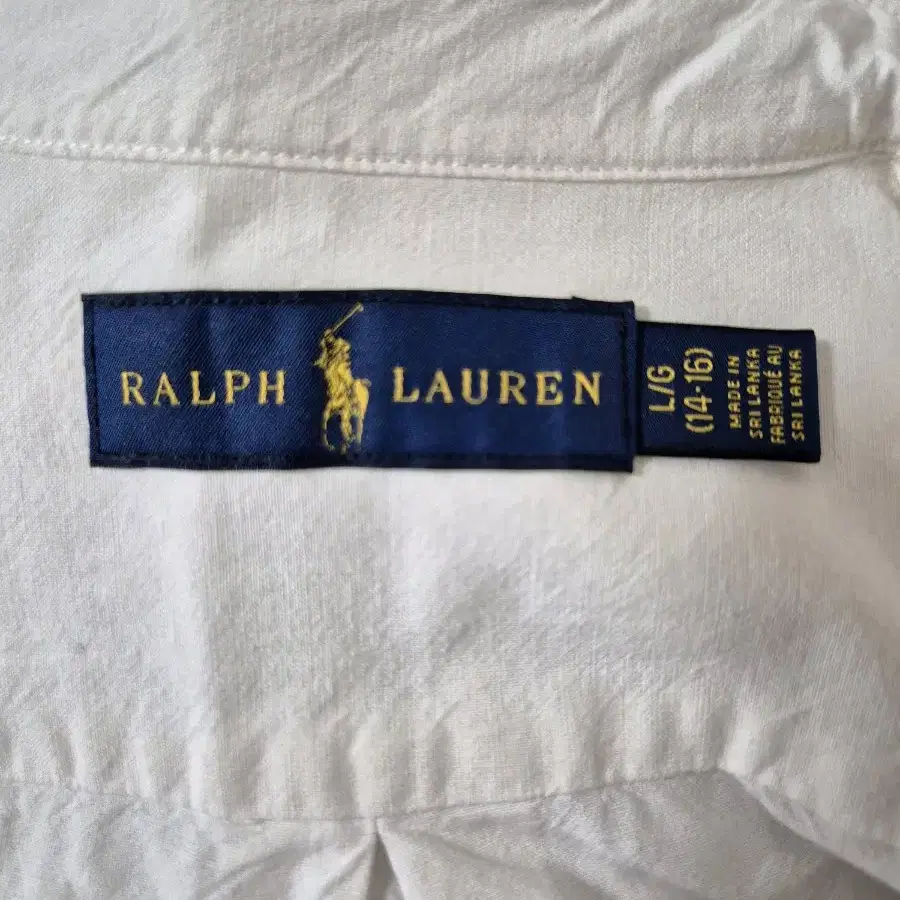 RALPH LAUREN
L/G
(14-16)
MADE IN
SRI LANKA
FABRIQUÉ AU
SRI LANKA